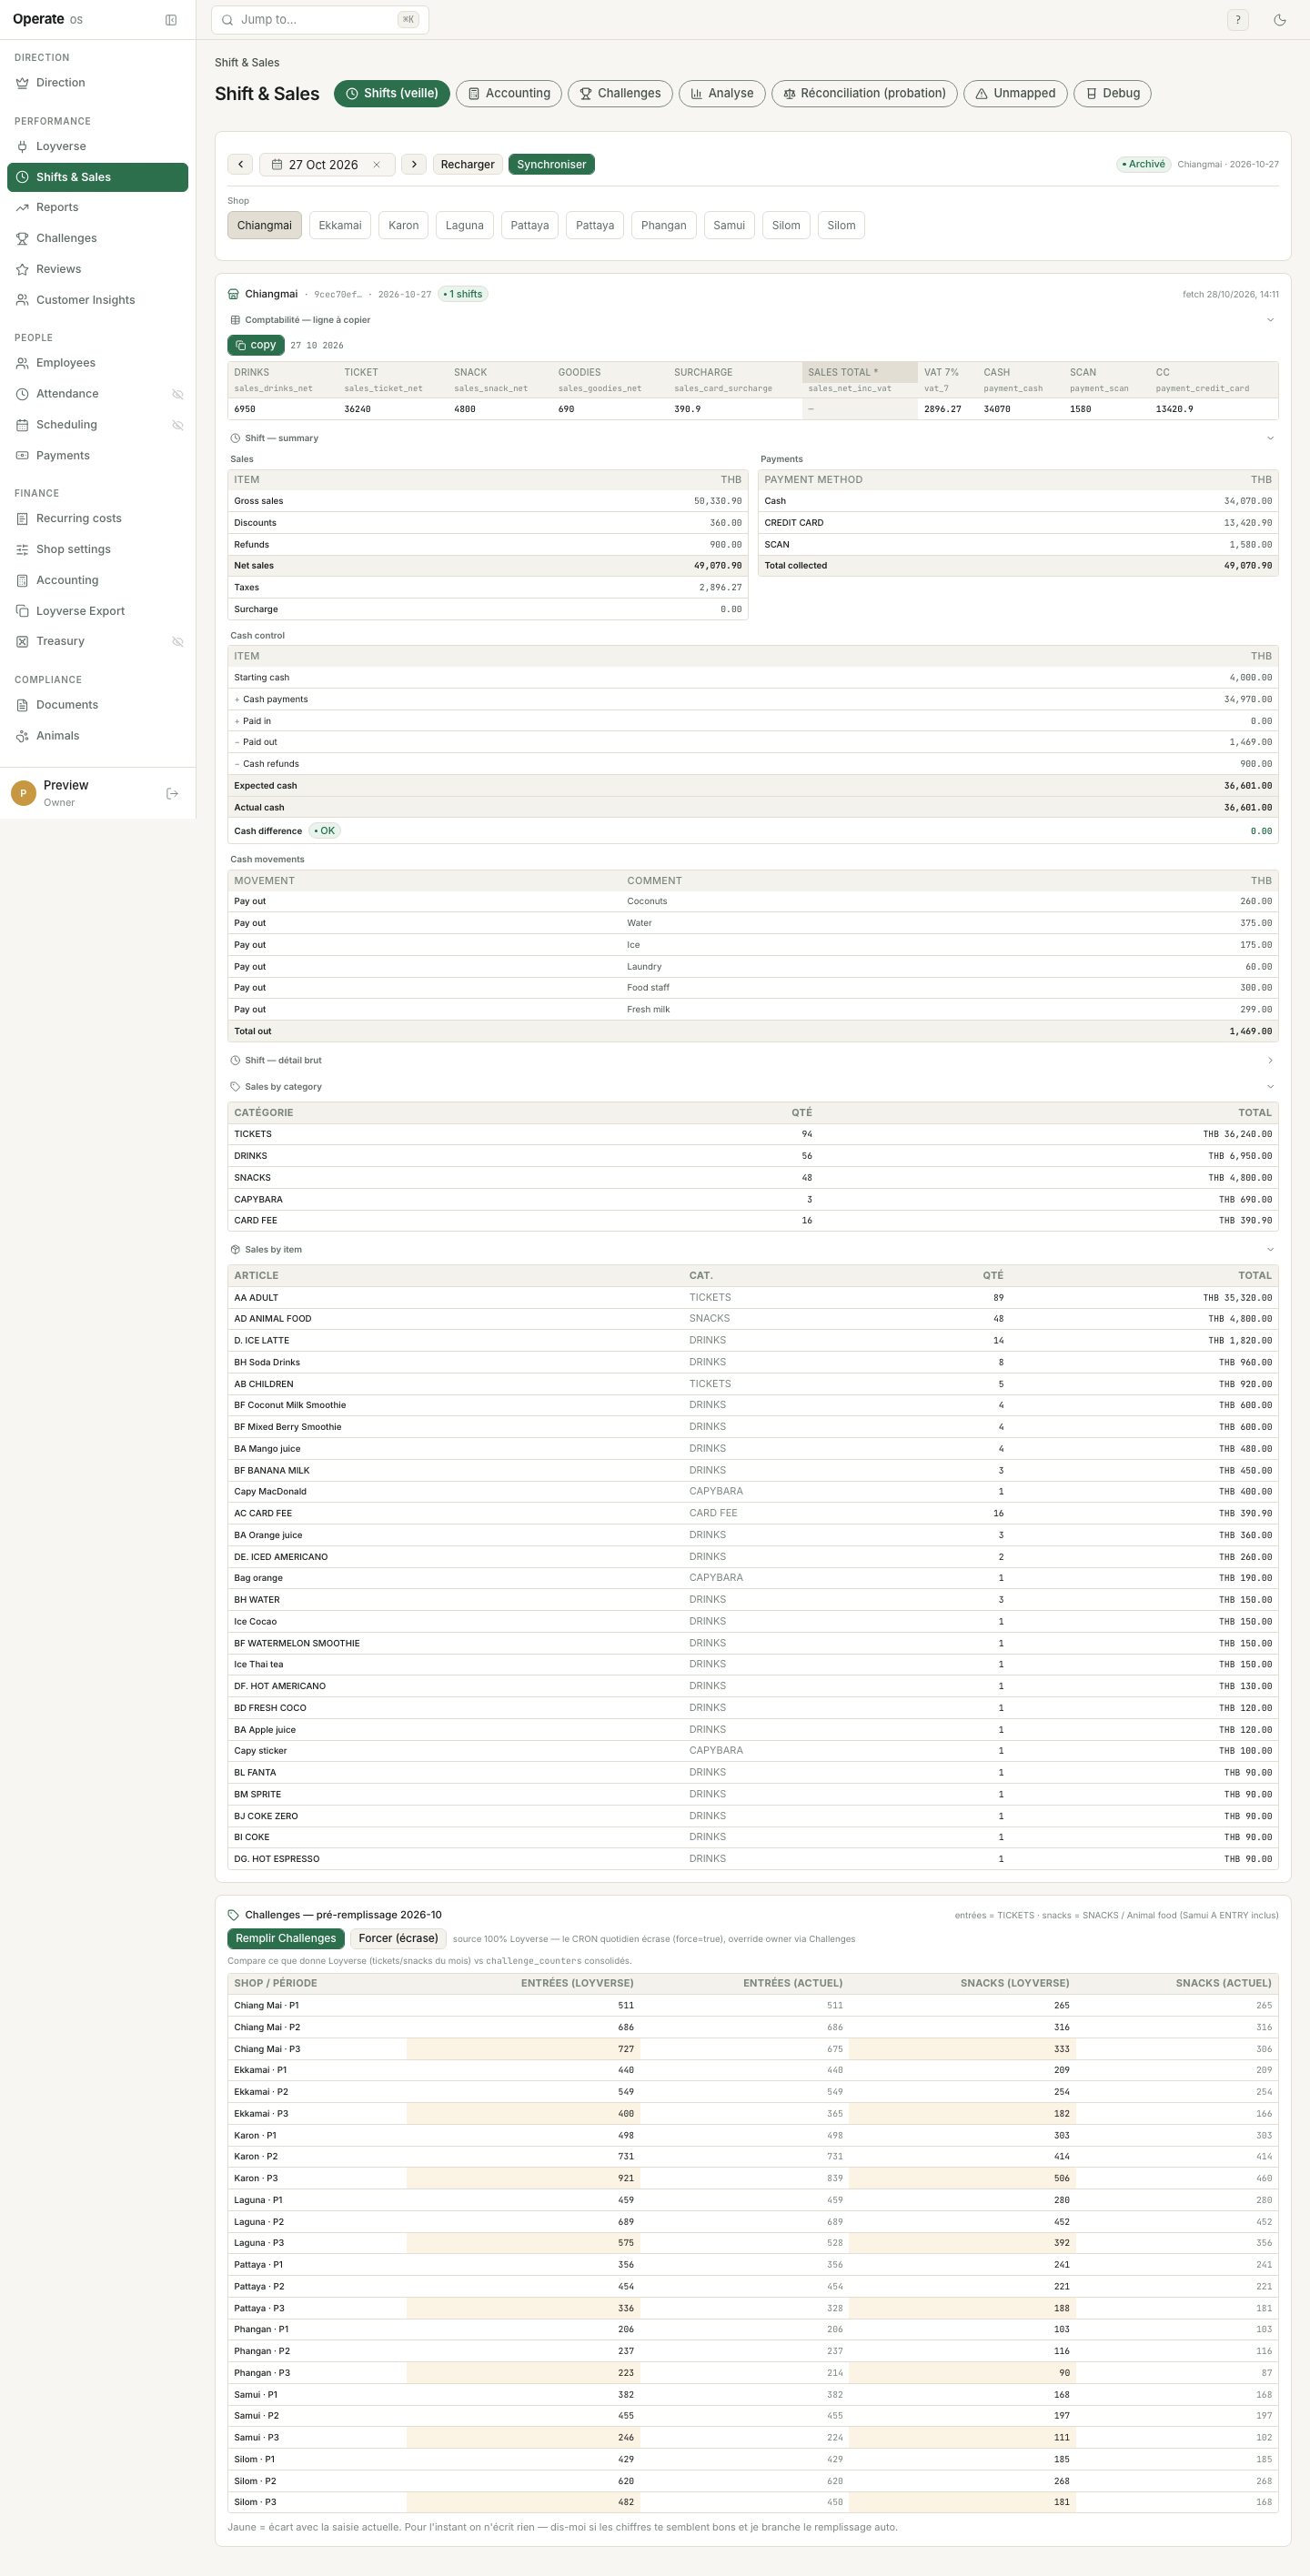 Operate os
Jump to...
⌘K
?
DIRECTION
Direction
PERFORMANCE
Loyverse
Shifts & Sales
Reports
Challenges
Reviews
Customer Insights
PEOPLE
Employees
Attendance
Scheduling
Payments
FINANCE
Recurring costs
Shop settings
Accounting
Loyverse Export
Treasury
COMPLIANCE
Documents
Animals
P
Preview
Owner
Shift & Sales
Shift & Sales
Shifts (veille) Accounting Challenges Analyse Réconciliation (probation) Unmapped Debug
27 Oct 2026 × Recharger Synchroniser
• Archivé Chiangmai · 2026-10-27
Shop
Chiangmai Ekkamai Karon Laguna Pattaya Pattaya Phangan Samui Silom Silom
Chiangmai · 9cec70ef… · 2026-10-27 • 1 shifts
fetch 28/10/2026, 14:11
Comptabilité — ligne à copier
copy 27 10 2026
DRINKS TICKET SNACK GOODIES SURCHARGE SALES TOTAL * VAT 7% CASH SCAN CC
sales_drinks_net sales_ticket_net sales_snack_net sales_goodies_net sales_card_surcharge sales_net_inc_vat vat_7 payment_cash payment_scan payment_credit_card
6950 36240 4800 690 390.9 — 2896.27 34070 1580 13420.9
Shift — summary
Sales
ITEM THB
Gross sales 50,330.90
Discounts 360.00
Refunds 900.00
Net sales 49,070.90
Taxes 2,896.27
Surcharge 0.00
Payments
PAYMENT METHOD THB
Cash 34,070.00
CREDIT CARD 13,420.90
SCAN 1,580.00
Total collected 49,070.90
Cash control
ITEM THB
Starting cash 4,000.00
+ Cash payments 34,970.00
+ Paid in 0.00
− Paid out 1,469.00
− Cash refunds 900.00
Expected cash 36,601.00
Actual cash 36,601.00
Cash difference • OK 0.00
Cash movements
MOVEMENT COMMENT THB
Pay out Coconuts 260.00
Pay out Water 375.00
Pay out Ice 175.00
Pay out Laundry 60.00
Pay out Food staff 300.00
Pay out Fresh milk 299.00
Total out 1,469.00
Shift — détail brut
Sales by category
CATÉGORIE QTÉ TOTAL
TICKETS 94 THB 36,240.00
DRINKS 56 THB 6,950.00
SNACKS 48 THB 4,800.00
CAPYBARA 3 THB 690.00
CARD FEE 16 THB 390.90
Sales by item
ARTICLE CAT. QTÉ TOTAL
AA ADULT TICKETS 89 THB 35,320.00
AD ANIMAL FOOD SNACKS 48 THB 4,800.00
D. ICE LATTE DRINKS 14 THB 1,820.00
BH Soda Drinks DRINKS 8 THB 960.00
AB CHILDREN TICKETS 5 THB 920.00
BF Coconut Milk Smoothie DRINKS 4 THB 600.00
BF Mixed Berry Smoothie DRINKS 4 THB 600.00
BA Mango juice DRINKS 4 THB 480.00
BF BANANA MILK DRINKS 3 THB 450.00
Capy MacDonald CAPYBARA 1 THB 400.00
AC CARD FEE CARD FEE 16 THB 390.90
BA Orange juice DRINKS 3 THB 360.00
DE. ICED AMERICANO DRINKS 2 THB 260.00
Bag orange CAPYBARA 1 THB 190.00
BH WATER DRINKS 3 THB 150.00
Ice Cocao DRINKS 1 THB 150.00
BF WATERMELON SMOOTHIE DRINKS 1 THB 150.00
Ice Thai tea DRINKS 1 THB 150.00
DF. HOT AMERICANO DRINKS 1 THB 130.00
BD FRESH COCO DRINKS 1 THB 120.00
BA Apple juice DRINKS 1 THB 120.00
Capy sticker CAPYBARA 1 THB 100.00
BL FANTA DRINKS 1 THB 90.00
BM SPRITE DRINKS 1 THB 90.00
BJ COKE ZERO DRINKS 1 THB 90.00
BI COKE DRINKS 1 THB 90.00
DG. HOT ESPRESSO DRINKS 1 THB 90.00
Challenges — pré-remplissage 2026-10
entrées = TICKETS · snacks = SNACKS / Animal food (Samui A ENTRY inclus)
Remplir Challenges Forcer (écrase) source 100% Loyverse — le CRON quotidien écrase (force=true), override owner via Challenges
Compare ce que donne Loyverse (tickets/snacks du mois) vs challenge_counters consolidés.
SHOP / PÉRIODE ENTRÉES (LOYVERSE) ENTRÉES (ACTUEL) SNACKS (LOYVERSE) SNACKS (ACTUEL)
Chiang Mai · P1 511 511 265 265
Chiang Mai · P2 686 686 316 316
Chiang Mai · P3 727 675 333 306
Ekkamai · P1 440 440 209 209
Ekkamai · P2 549 549 254 254
Ekkamai · P3 400 365 182 166
Karon · P1 498 498 303 303
Karon · P2 731 731 414 414
Karon · P3 921 839 506 460
Laguna · P1 459 459 280 280
Laguna · P2 689 689 452 452
Laguna · P3 575 528 392 356
Pattaya · P1 356 356 241 241
Pattaya · P2 454 454 221 221
Pattaya · P3 336 328 188 181
Phangan · P1 206 206 103 103
Phangan · P2 237 237 116 116
Phangan · P3 223 214 90 87
Samui · P1 382 382 168 168
Samui · P2 455 455 197 197
Samui · P3 246 224 111 102
Silom · P1 429 429 185 185
Silom · P2 620 620 268 268
Silom · P3 482 450 181 168
Jaune = écart avec la saisie actuelle. Pour l'instant on n'écrit rien — dis-moi si les chiffres te semblent bons et je branche le remplissage auto.